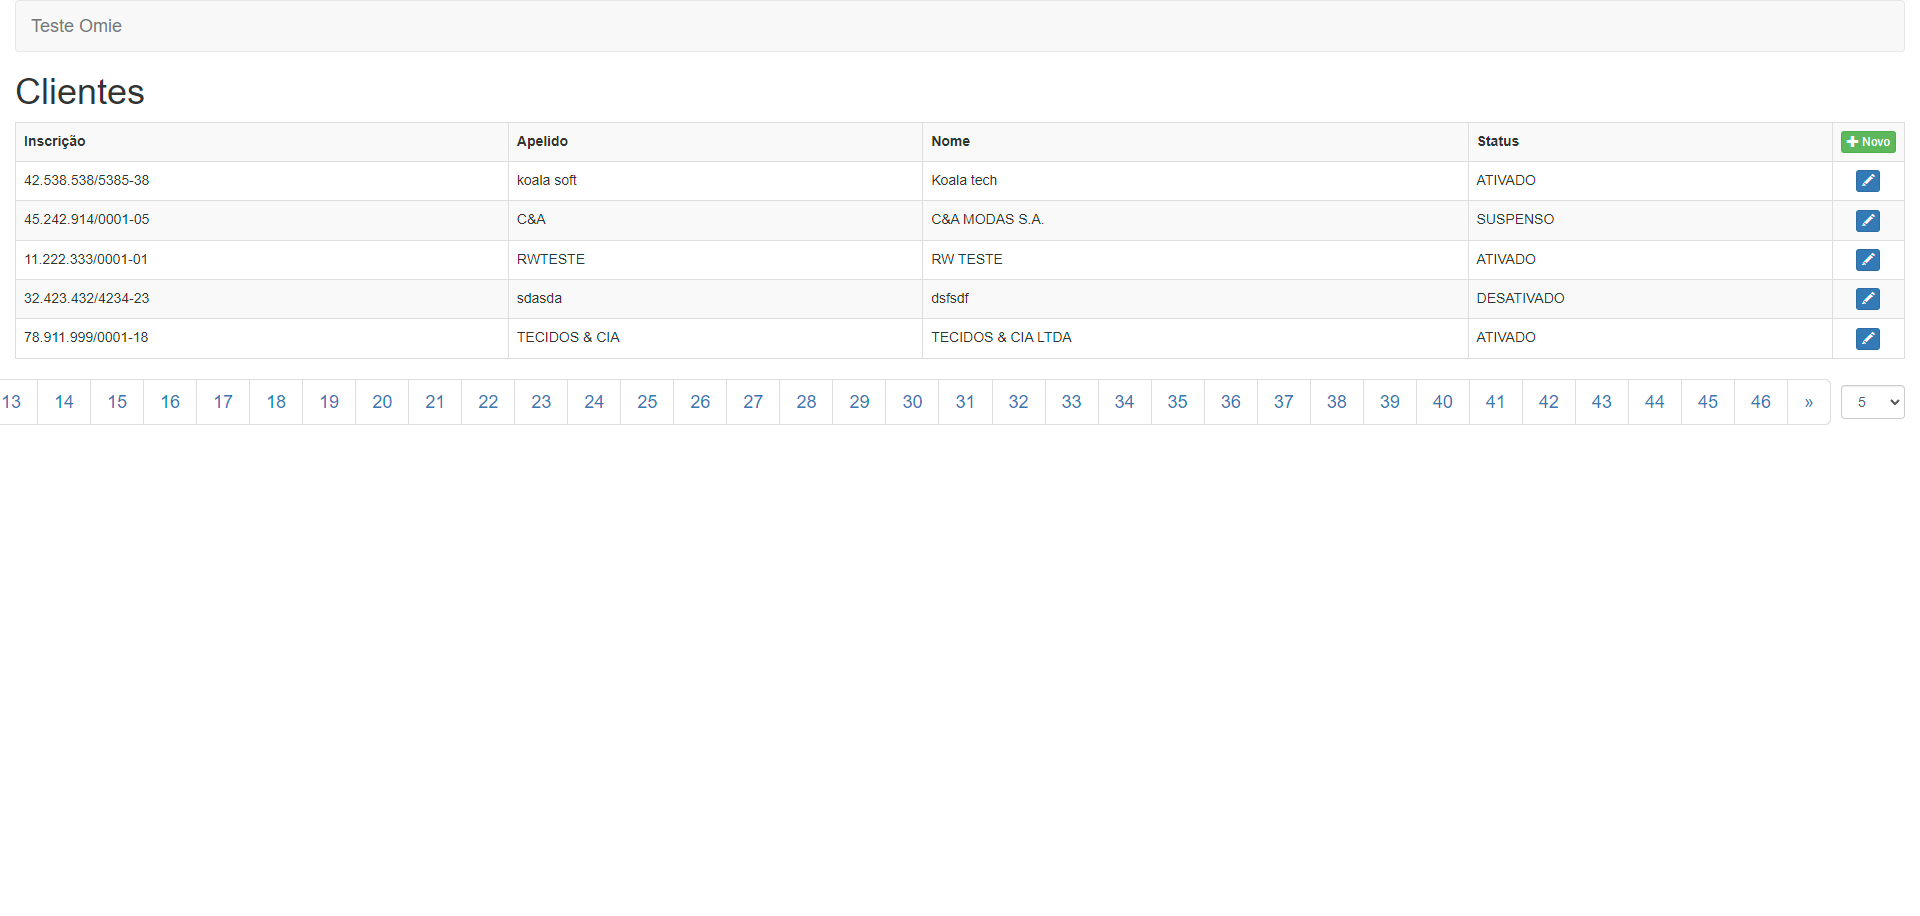 Teste Omie
Clientes
Inscrição Apelido Nome Status Novo
42.538.538/5385-38 koala soft Koala tech ATIVADO
45.242.914/0001-05 C&A C&A MODAS S.A. SUSPENSO
11.222.333/0001-01 RWTESTE RW TESTE ATIVADO
32.423.432/4234-23 sdasda dsfsdf DESATIVADO
78.911.999/0001-18 TECIDOS & CIA TECIDOS & CIA LTDA ATIVADO
13 14 15 16 17 18 19 20 21 22 23 24 25 26 27 28 29 30 31 32 33 34 35 36 37 38 39 40 41 42 43 44 45 46 » 5